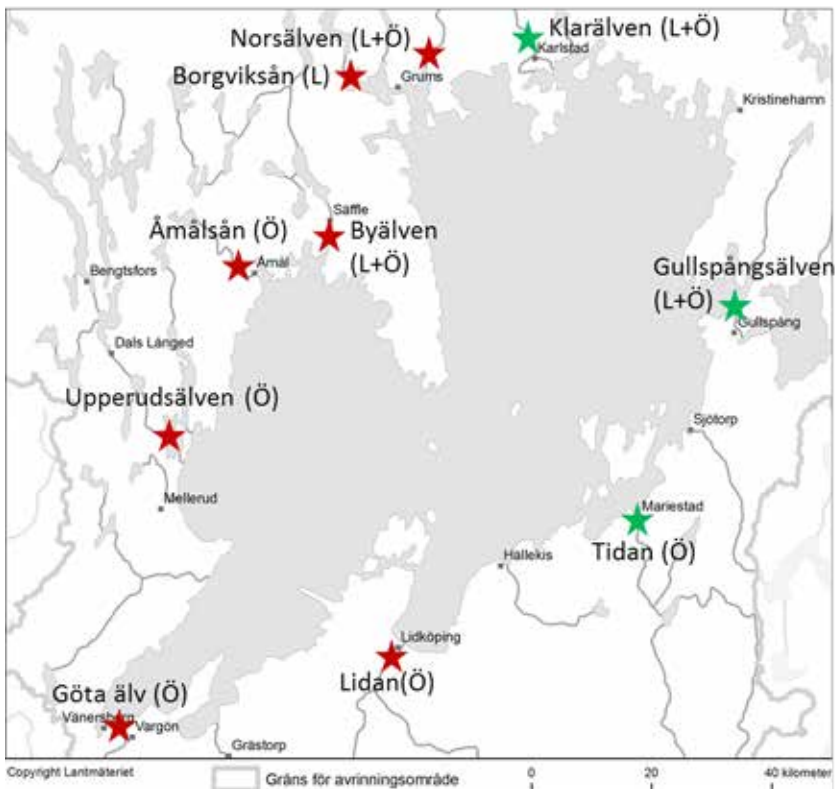 Norsälven (L+Ö)
Klarälven (L+Ö)
Karlstad
Borgviksån (L)
Grums
Kristinehamn
Säffle
Åmålsån (Ö)
Byälven
(L+Ö)
Åmål
Bengtsfors
Gullspångsälven
(L+Ö)
Gullspång
Dals Långed
Upperudsälven (Ö)
Sjötorp
Mellerud
Mariestad
Tidan (Ö)
Hällekis
Lidköping
Lidan(Ö)
Göta älv (Ö)
Vänersborg
Vargön
Grästorp
Copyright Lantmäteriet
Gräns för avrinningsområde
0 20 40 kilometer